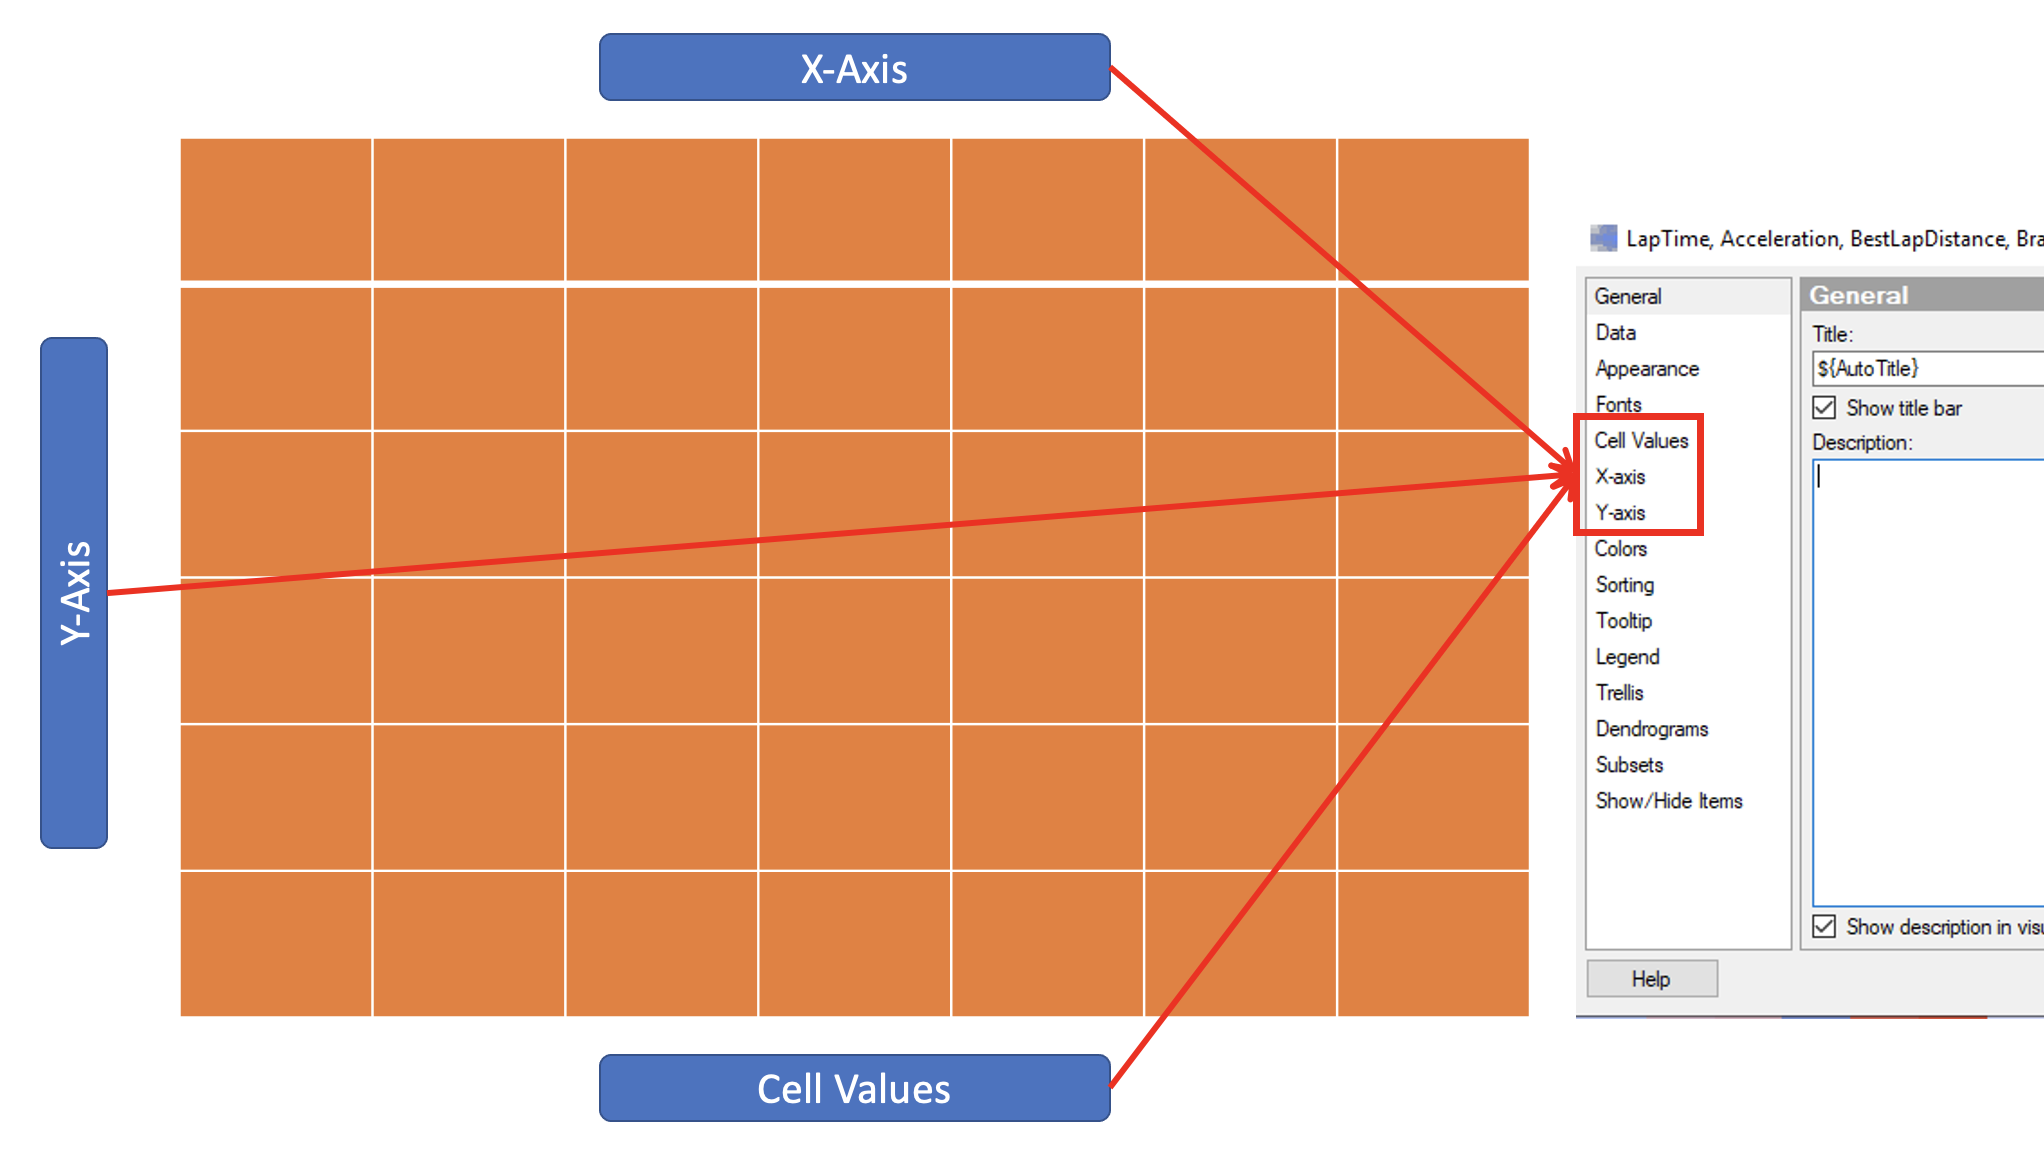 X-Axis
Y-Axis
Cell Values
LapTime, Acceleration, BestLapDistance, Bra
General
Data
Appearance
Fonts
Cell Values
X-axis
Y-axis
Colors
Sorting
Tooltip
Legend
Trellis
Dendrograms
Subsets
Show/Hide Items
General
Title:
${AutoTitle}
Show title bar
Description:
Show description in visu
Help